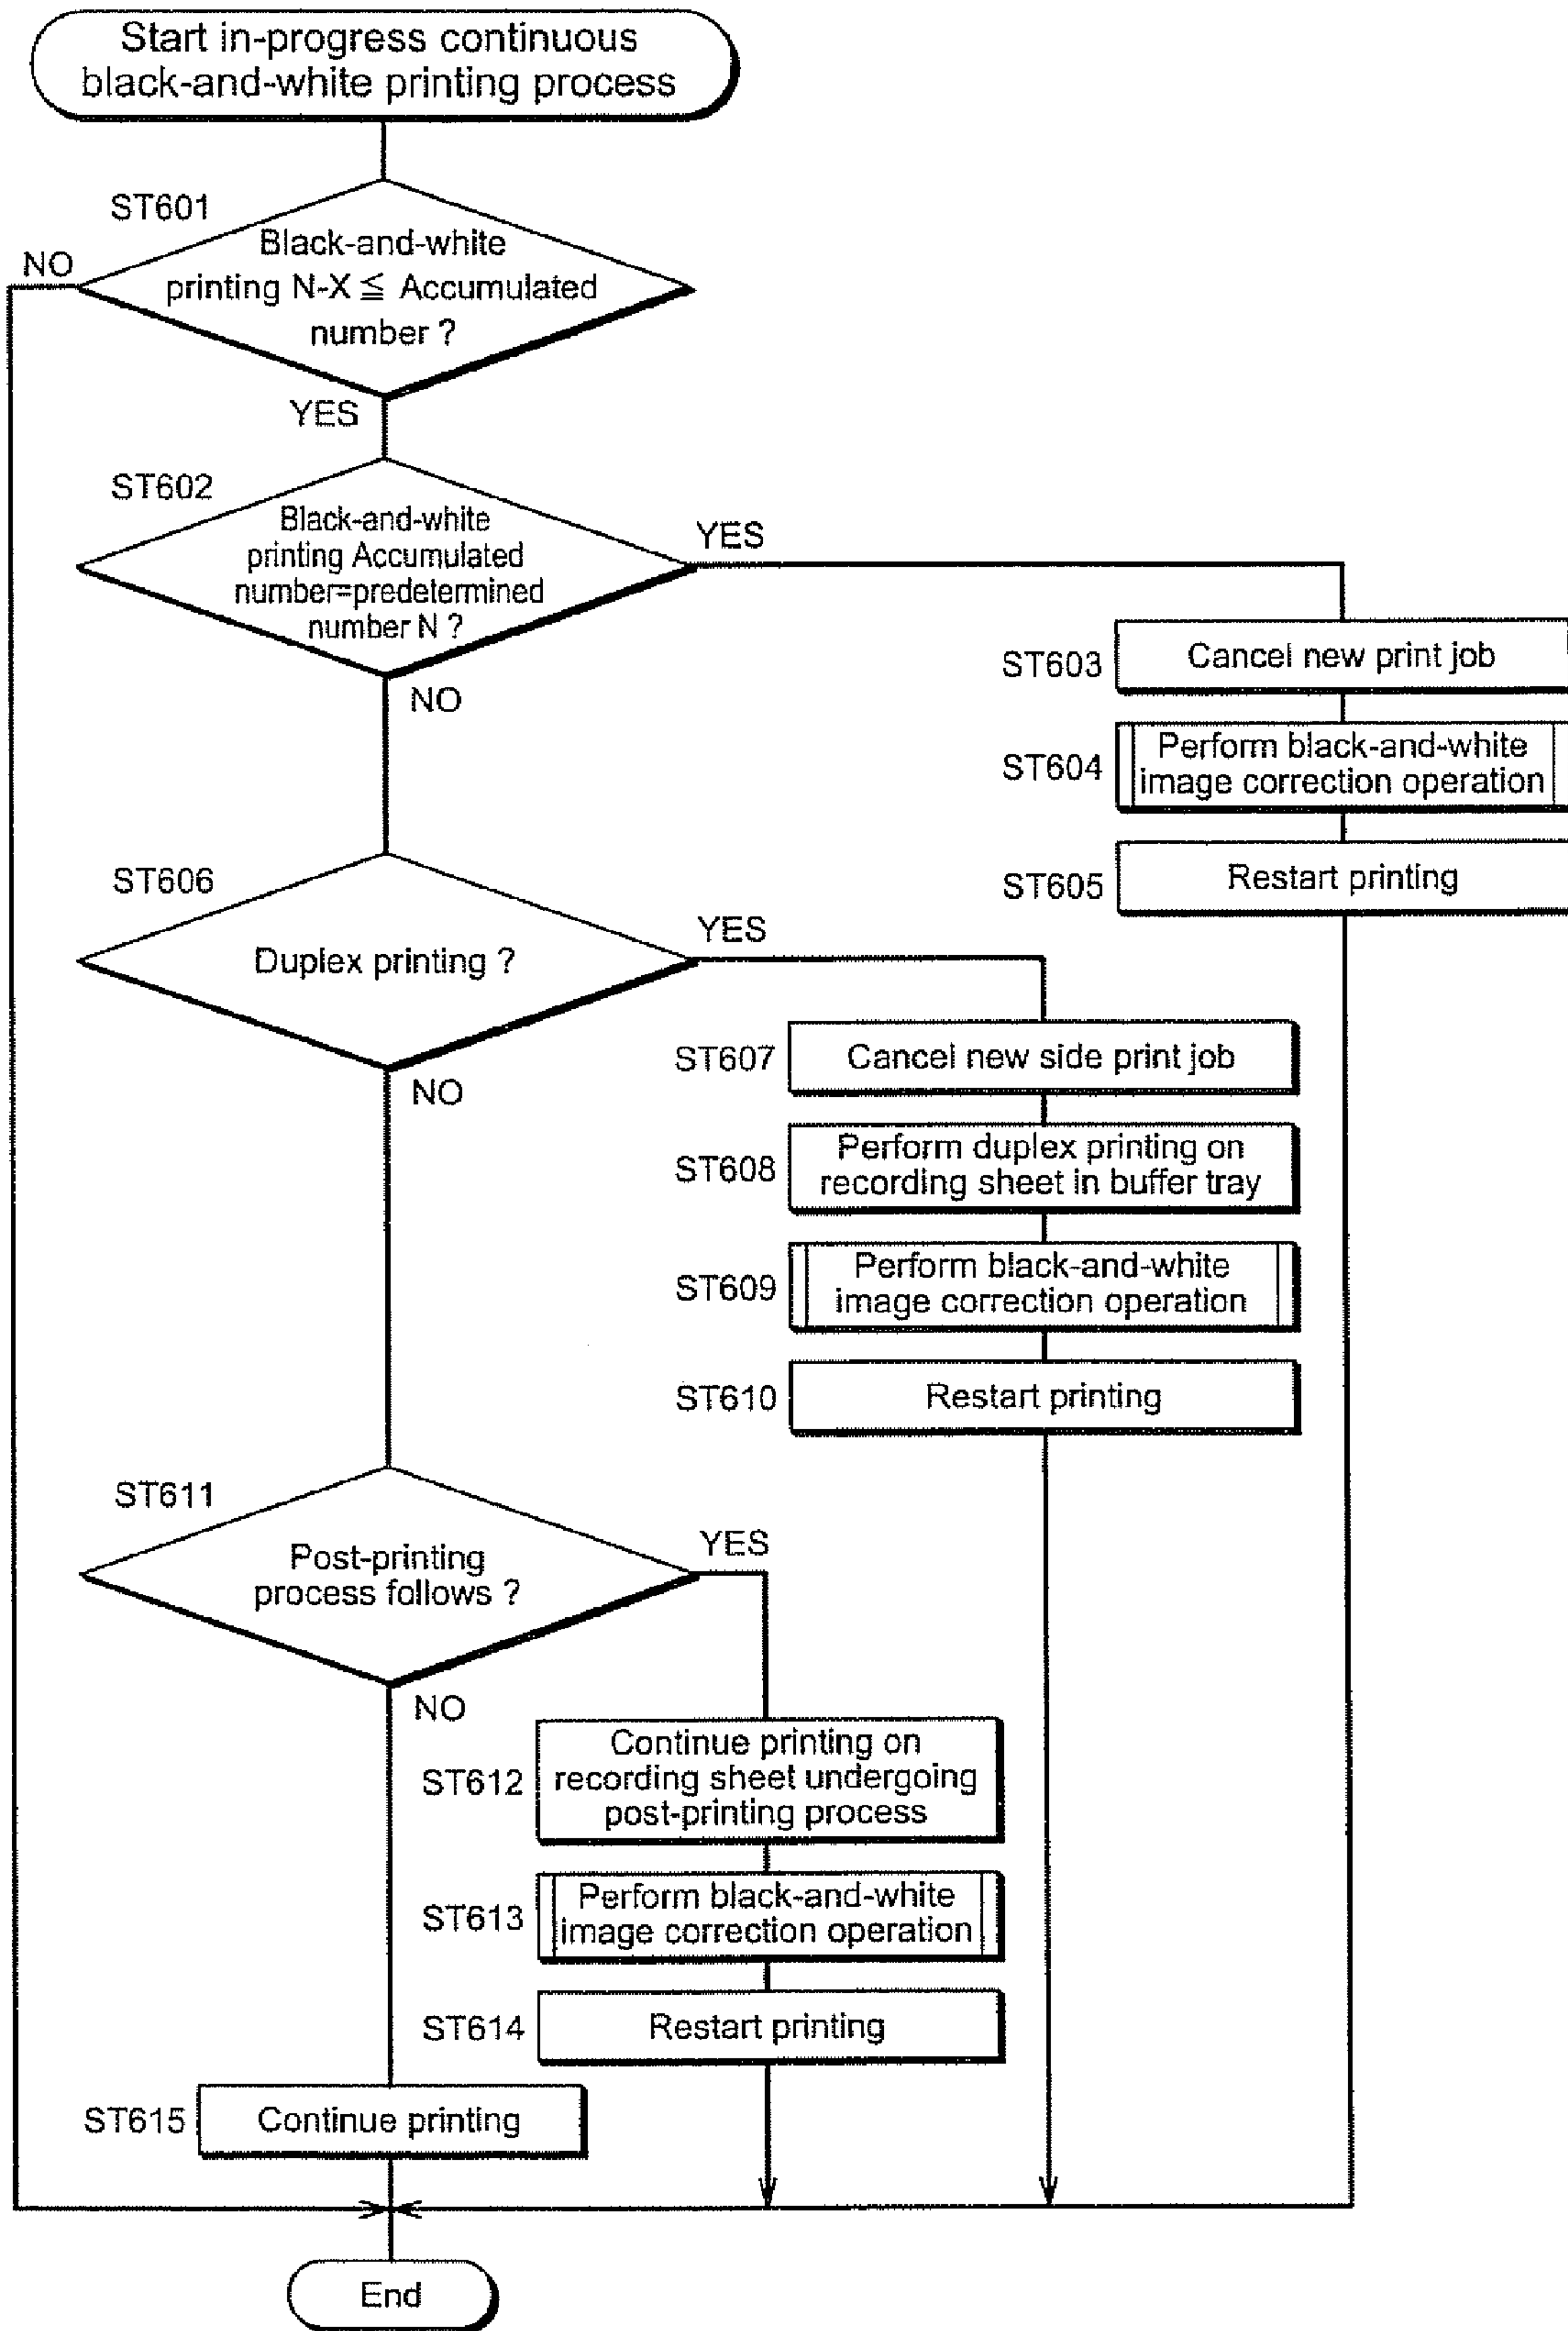 Start in-progress continuous
black-and-white printing process
ST601
Black-and-white
printing N-X ≦ Accumulated
number ?
NO
YES
ST602
Black-and-white
printing Accumulated
number=predetermined
number N ?
YES
NO
ST603
Cancel new print job
ST604
Perform black-and-white
image correction operation
ST605
Restart printing
ST606
Duplex printing ?
YES
NO
ST607
Cancel new side print job
ST608
Perform duplex printing on
recording sheet in buffer tray
ST609
Perform black-and-white
image correction operation
ST610
Restart printing
ST611
Post-printing
process follows ?
YES
NO
ST612
Continue printing on
recording sheet undergoing
post-printing process
ST613
Perform black-and-white
image correction operation
ST614
Restart printing
ST615
Continue printing
End